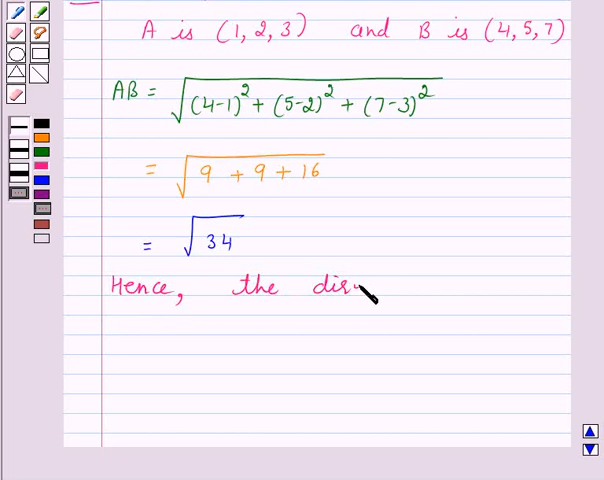 A is (1, 2, 3) and B is (4, 5, 7)
AB = √((4-1)² + (5-2)² + (7-3)²)
= √(9 + 9 + 16)
= √34
Hence, the dir